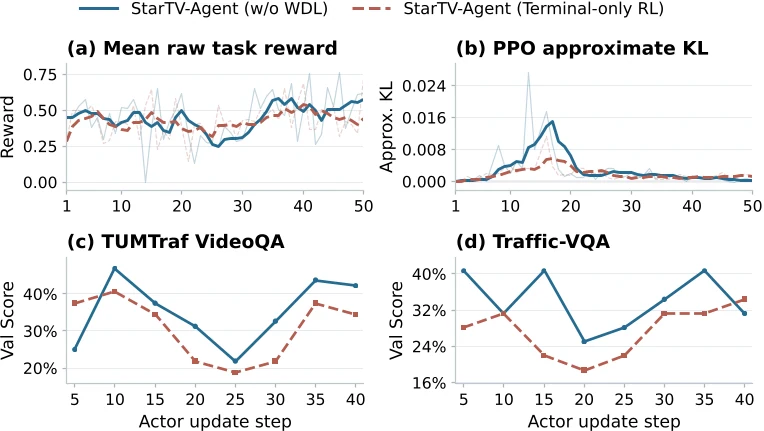 StarTV-Agent (w/o WDL) StarTV-Agent (Terminal-only RL)
(a) Mean raw task reward
Reward
0.75
0.50
0.25
0.00
1 10 20 30 40 50
(b) PPO approximate KL
Approx. KL
0.024
0.016
0.008
0.000
1 10 20 30 40 50
(c) TUMTraf VideoQA
Val Score
40%
30%
20%
5 10 15 20 25 30 35 40
Actor update step
(d) Traffic-VQA
Val Score
40%
32%
24%
16%
5 10 15 20 25 30 35 40
Actor update step